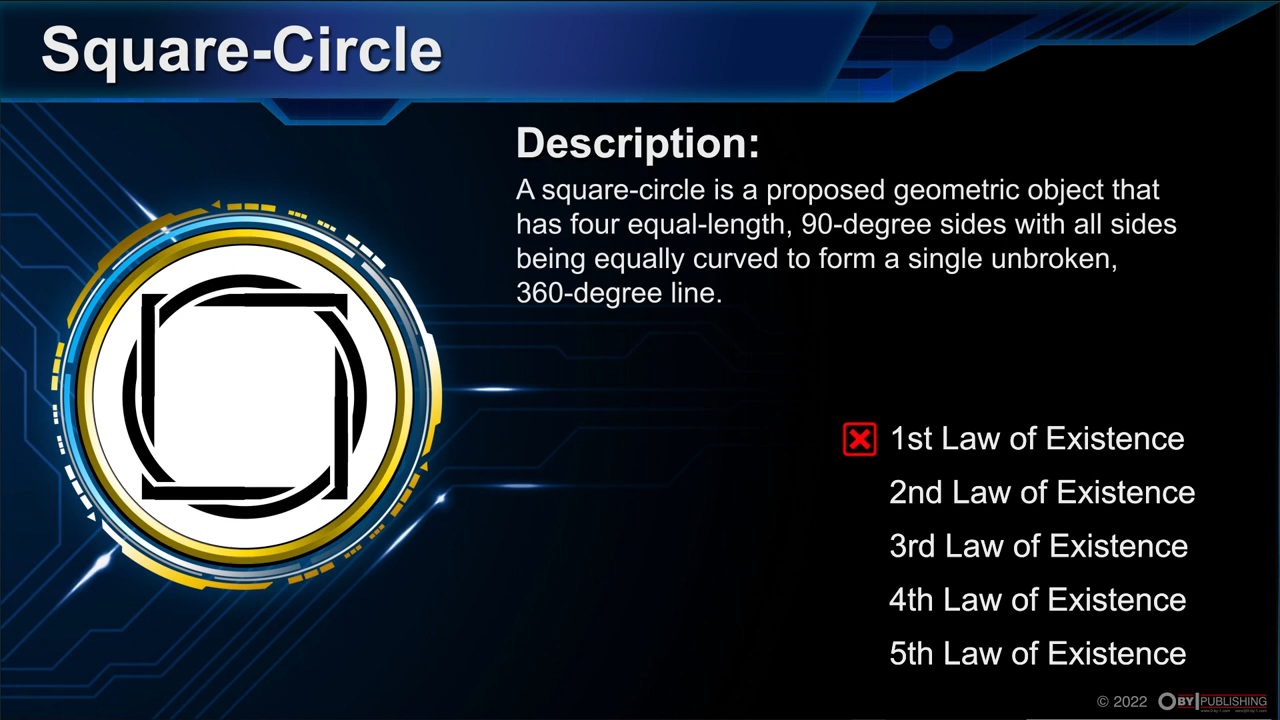 Square-Circle
Description:
A square-circle is a proposed geometric object that
has four equal-length, 90-degree sides with all sides
being equally curved to form a single unbroken,
360-degree line.
1st Law of Existence
2nd Law of Existence
3rd Law of Existence
4th Law of Existence
5th Law of Existence
© 2022 BY PUBLISHING